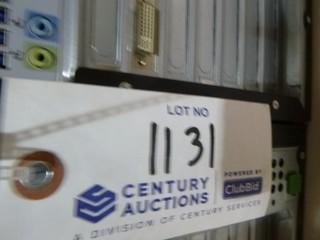 LOT NO
1131
CENTURY
AUCTIONS
A DIVISION OF CENTURY SERVICES
POWERED BY
ClubBid